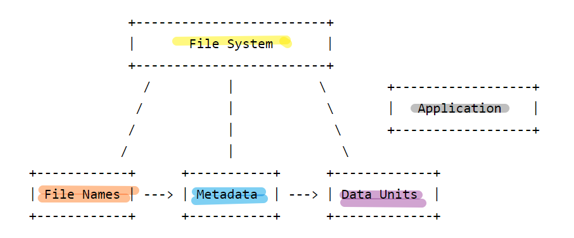 File System
Application
File Names ---> Metadata ---> Data Units